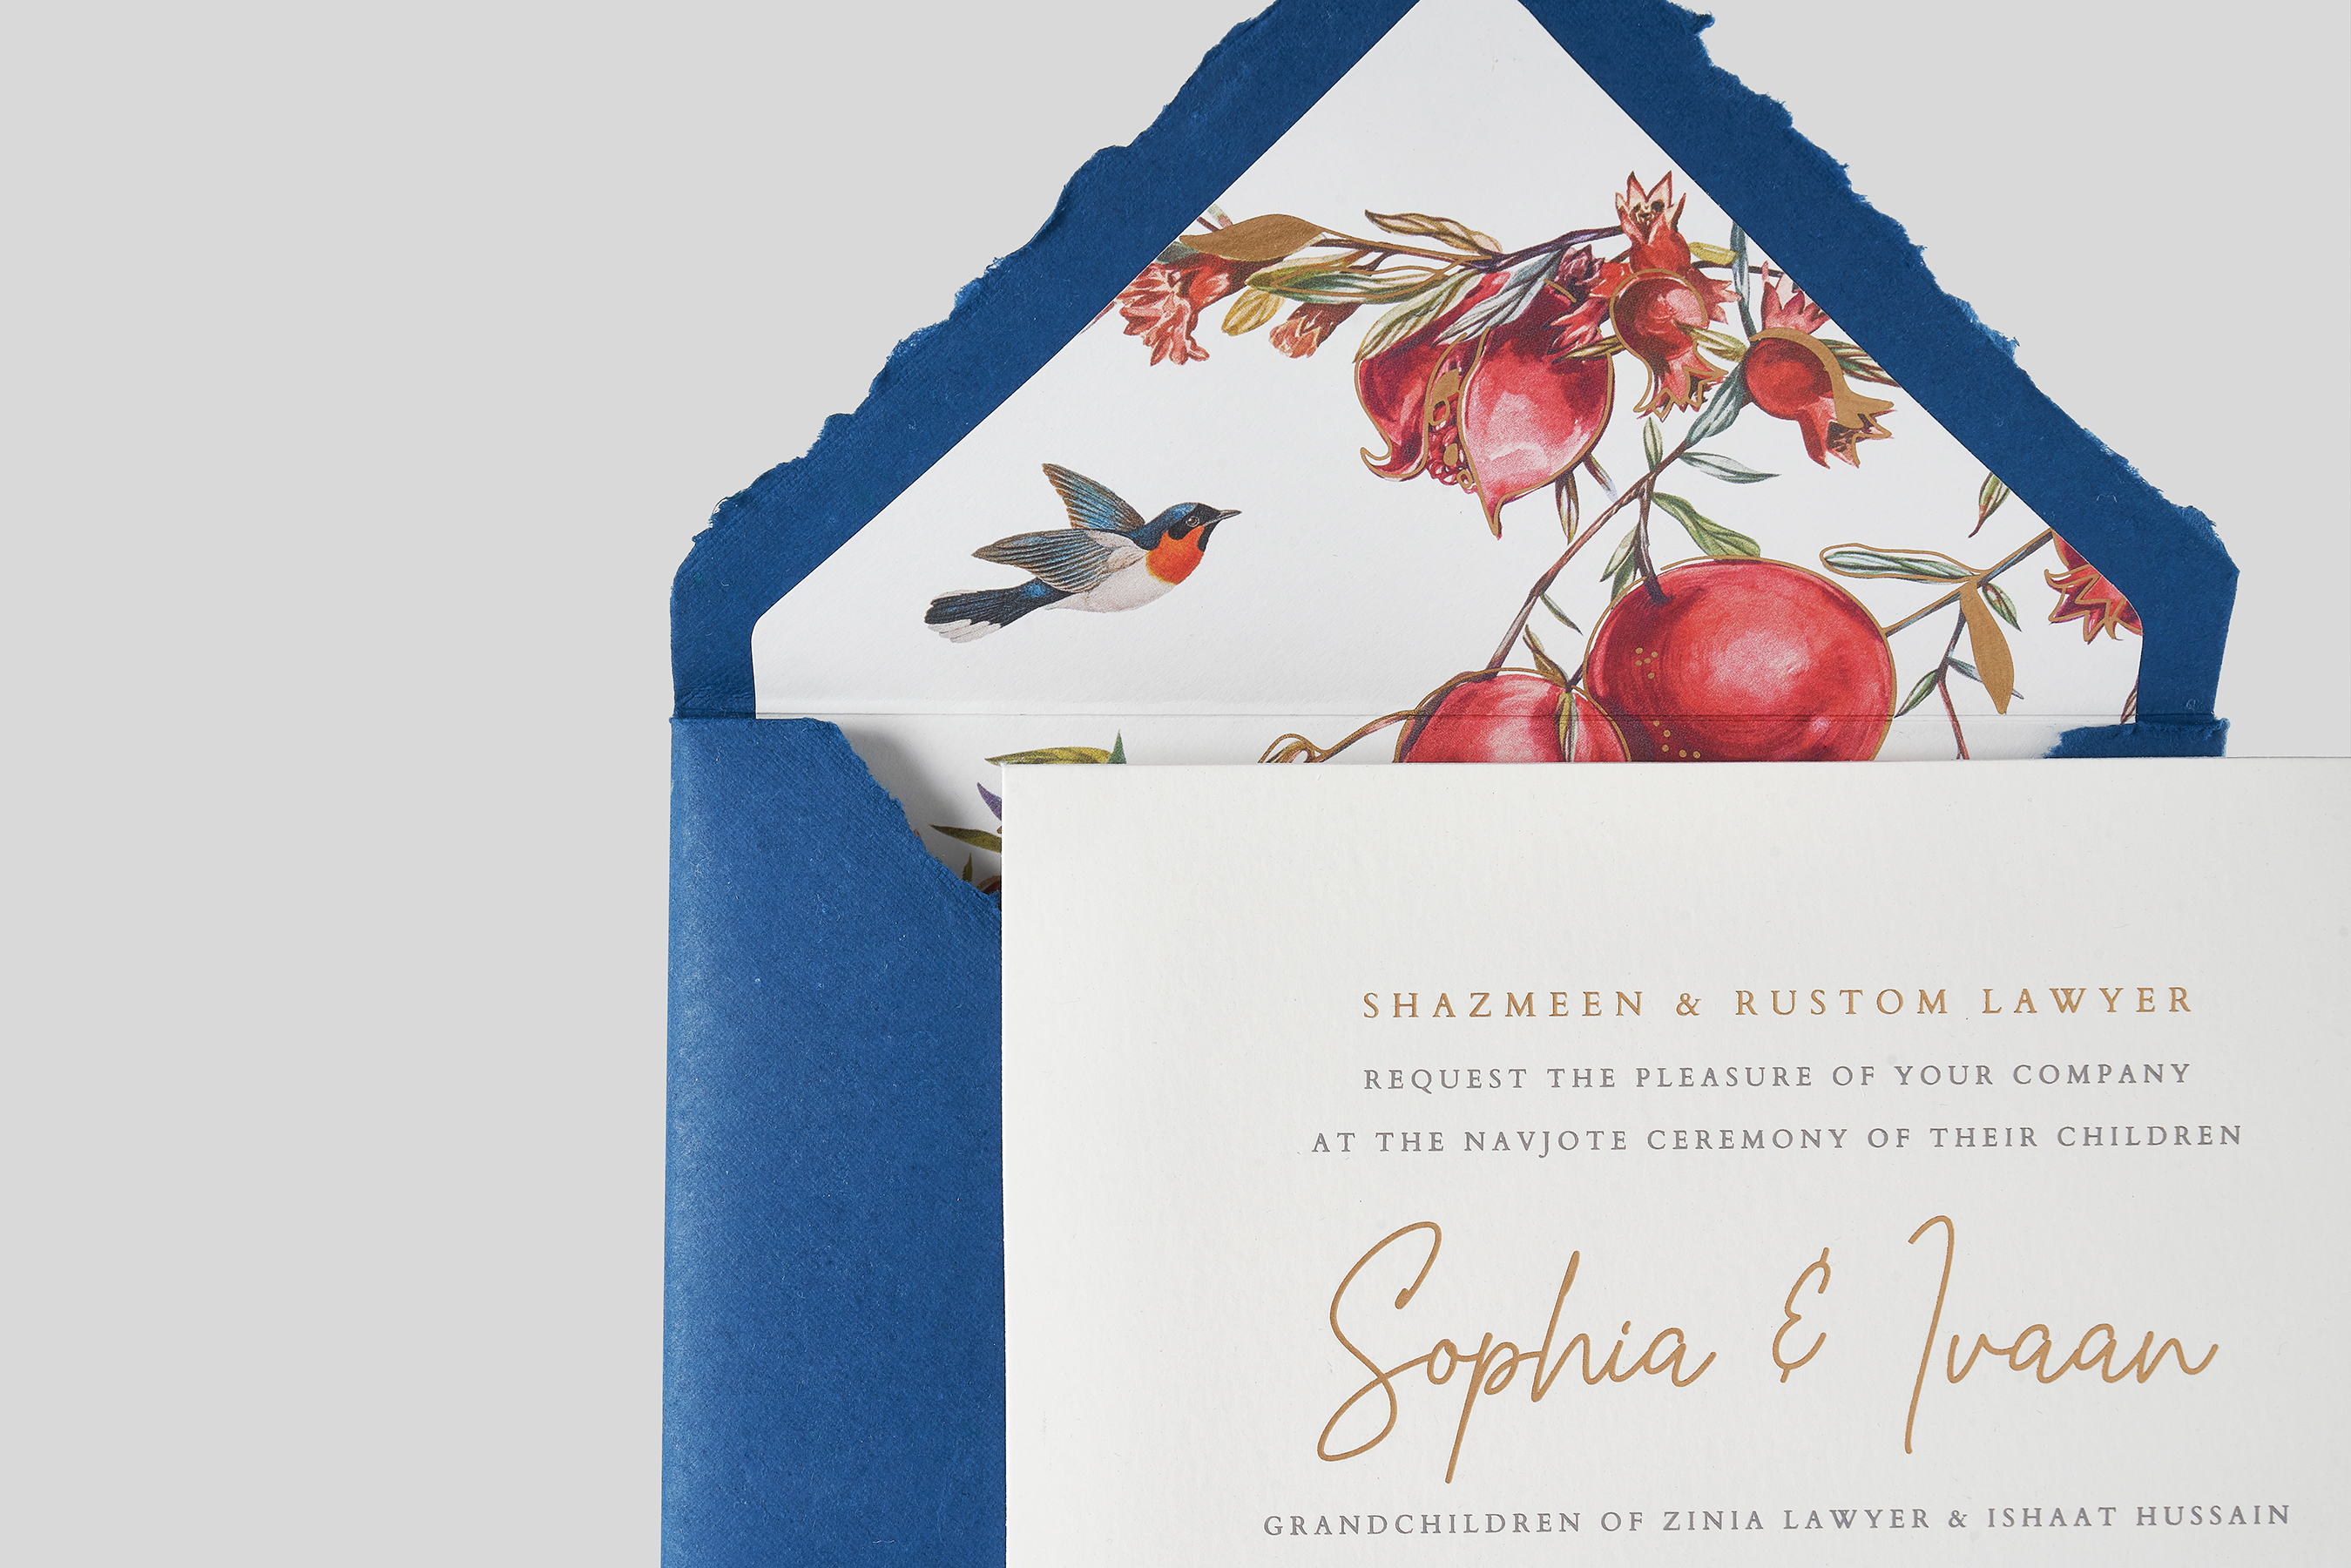 SHAZMEEN & RUSTOM LAWYER
REQUEST THE PLEASURE OF YOUR COMPANY
AT THE NAVJOTE CEREMONY OF THEIR CHILDREN
Sophia & Ivaan
GRANDCHILDREN OF ZINIA LAWYER & ISHAAT HUSSAIN